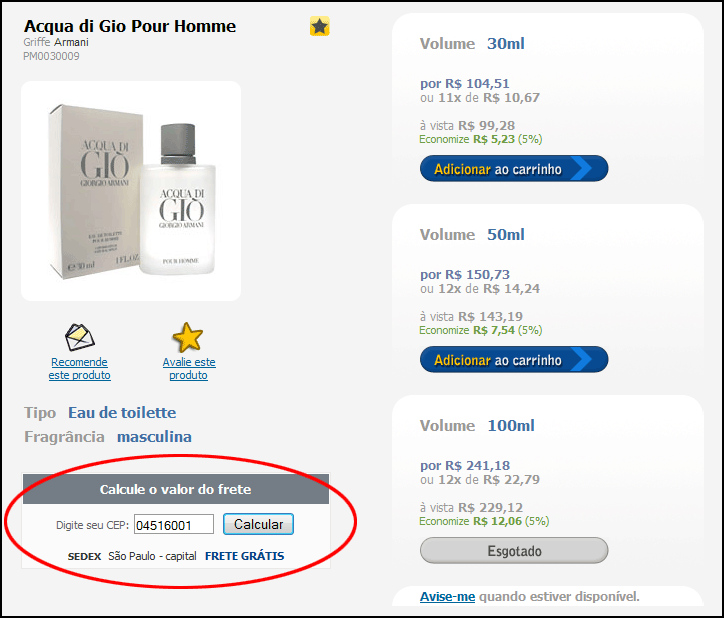 Acqua di Gio Pour Homme
Griffe Armani
PM0030009
ACQUA DI
GIÒ
GIORGIO ARMANI
EAU DE TOILETTE
POUR HOMME
℮ 30 ml 1 FL.OZ.
ACQUA DI
GIÒ
GIORGIO ARMANI
POUR HOMME
Recomende
este produto
Avalie este
produto
Tipo Eau de toilette
Fragrância masculina
Calcule o valor do frete
Digite seu CEP: 04516001 Calcular
SEDEX São Paulo - capital FRETE GRÁTIS
Volume 30ml
por R$ 104,51
ou 11x de R$ 10,67
à vista R$ 99,28
Economize R$ 5,23 (5%)
Adicionar ao carrinho
Volume 50ml
por R$ 150,73
ou 12x de R$ 14,24
à vista R$ 143,19
Economize R$ 7,54 (5%)
Adicionar ao carrinho
Volume 100ml
por R$ 241,18
ou 12x de R$ 22,79
à vista R$ 229,12
Economize R$ 12,06 (5%)
Esgotado
Avise-me quando estiver disponível.